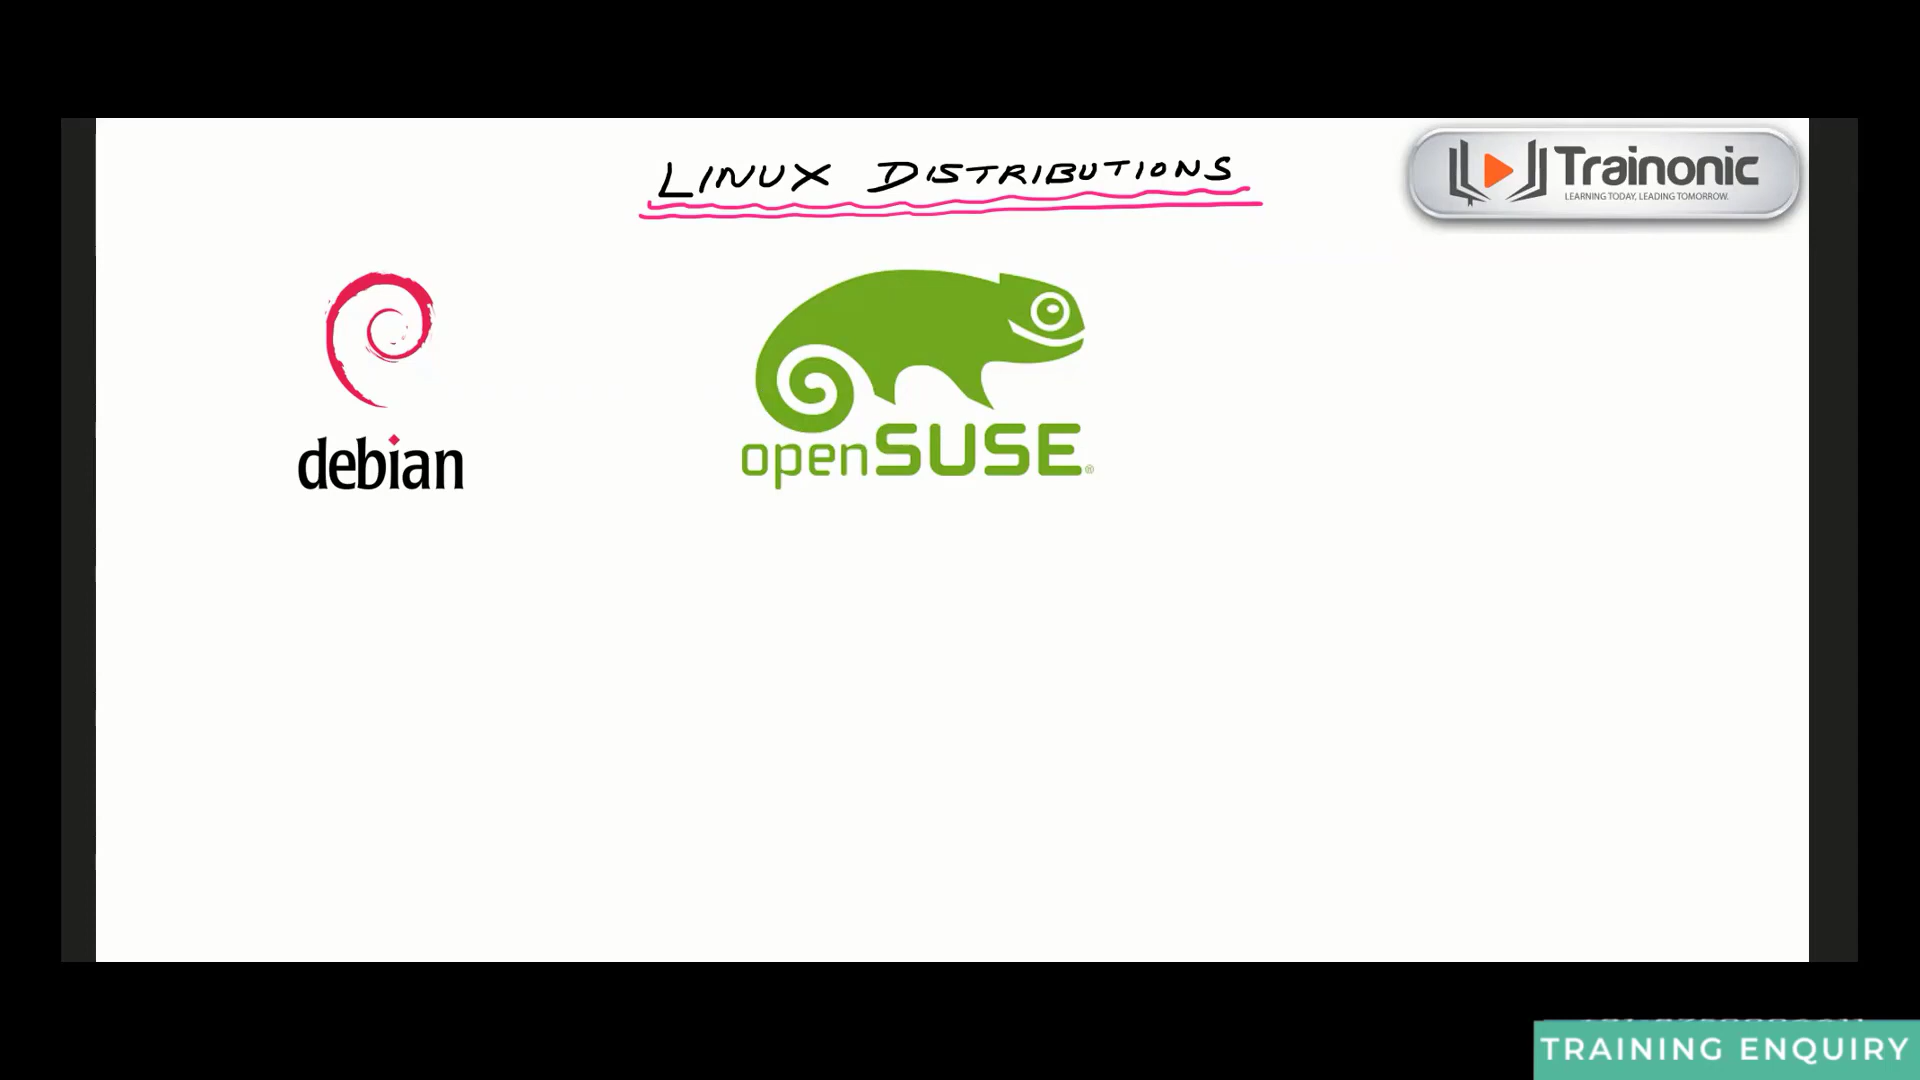 LINUX DISTRIBUTIONS
Trainonic
LEARNING TODAY, LEADING TOMORROW.
debian
openSUSE®
TRAINING ENQUIRY